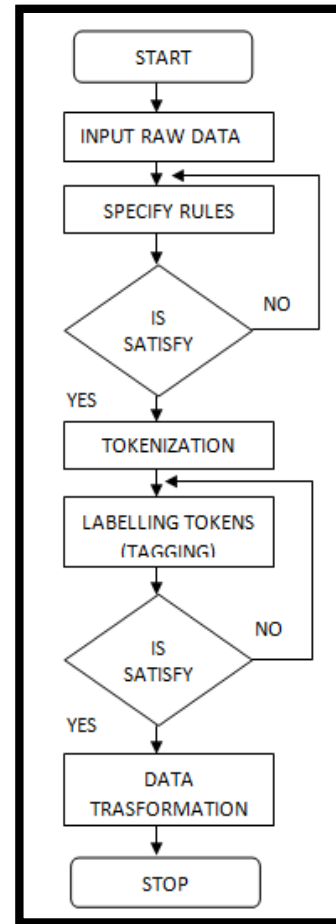 START
INPUT RAW DATA
SPECIFY RULES
IS
SATISFY
NO
YES
TOKENIZATION
LABELLING TOKENS
(TAGGING)
IS
SATISFY
NO
YES
DATA
TRASFORMATION
STOP